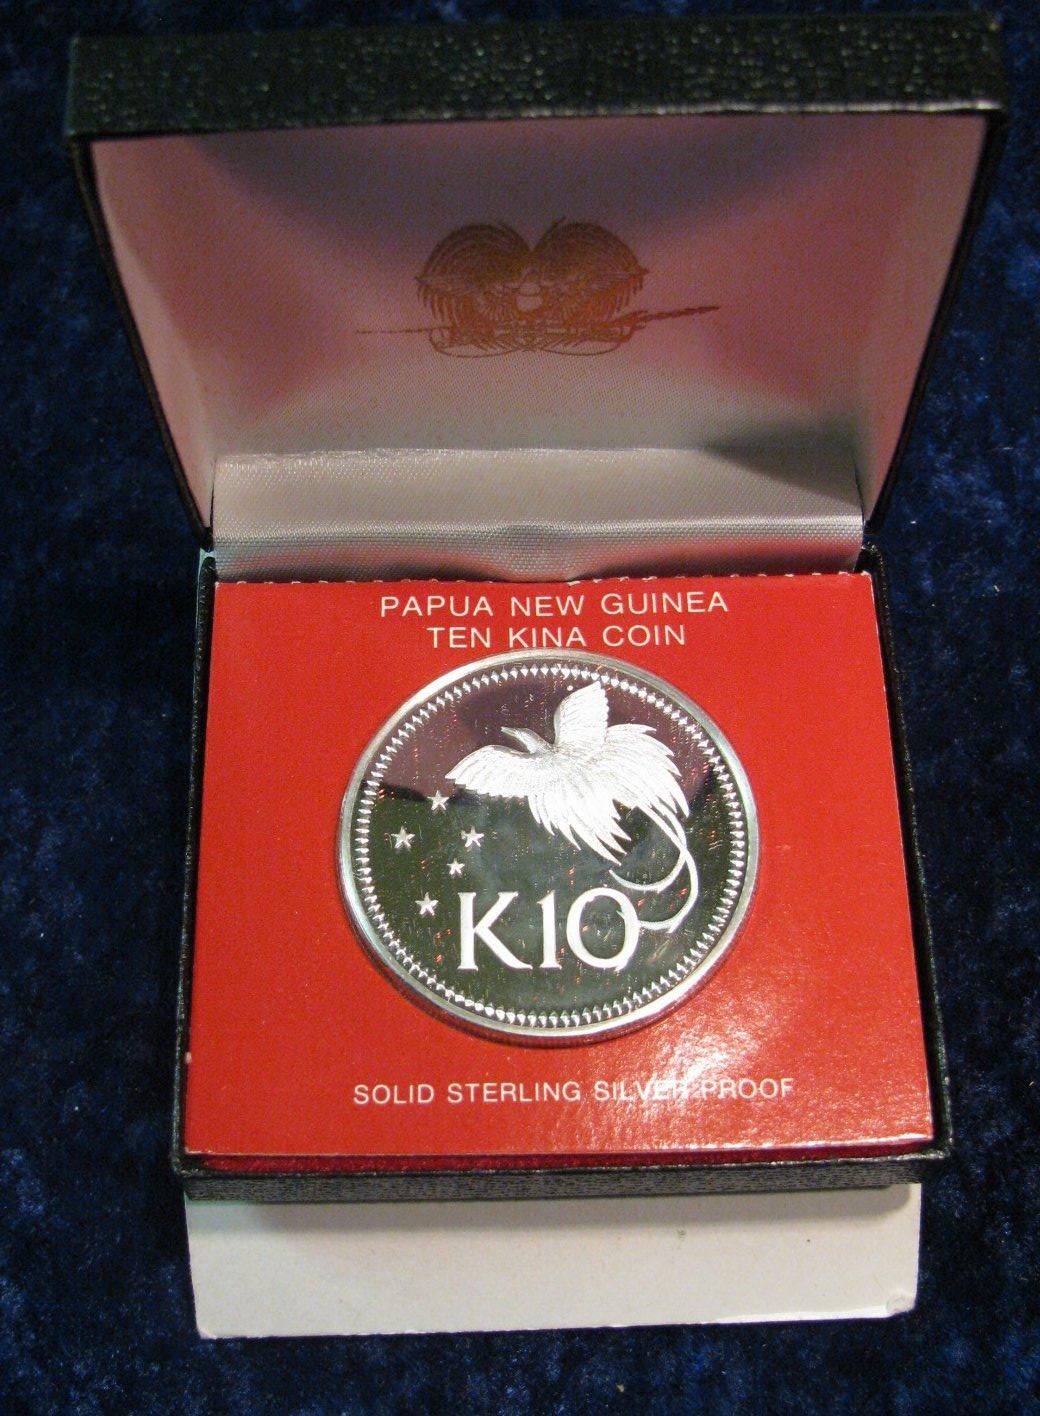 PAPUA NEW GUINEA
TEN KINA COIN
K10
SOLID STERLING SILVER PROOF